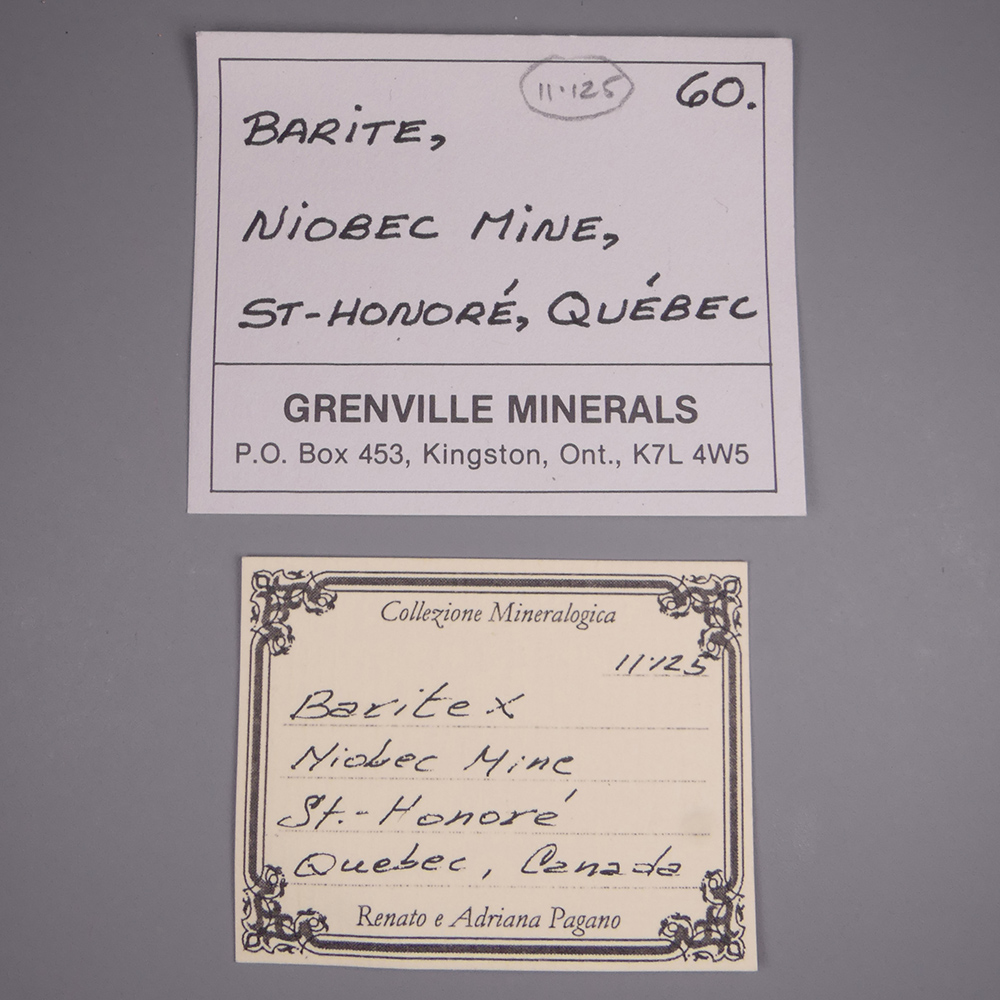 11·125 60.
BARITE,
NIOBEC MINE,
ST-HONORÉ, QUÉBEC
GRENVILLE MINERALS
P.O. Box 453, Kingston, Ont., K7L 4W5
Collezione Mineralogica
11·125
Barite x
Niobec Mine
St.-Honoré
Quebec, Canada
Renato e Adriana Pagano